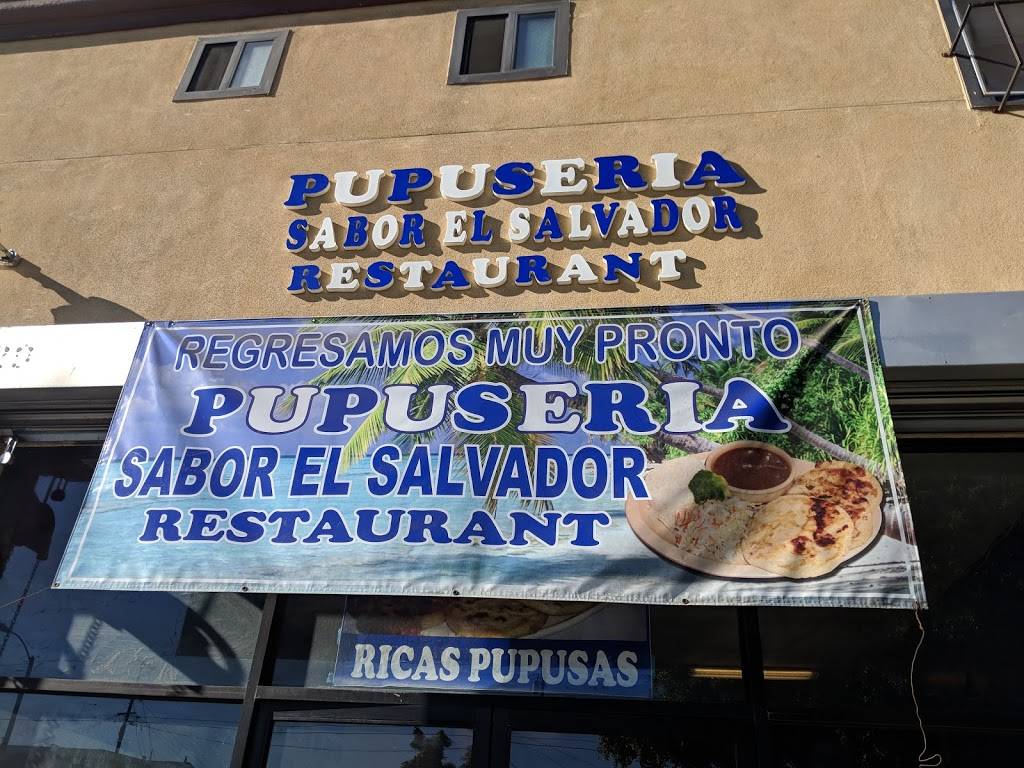 PUPUSERIA
SABOR EL SALVADOR
RESTAURANT
REGRESAMOS MUY PRONTO
PUPUSERIA
SABOR EL SALVADOR
RESTAURANT
RICAS PUPUSAS